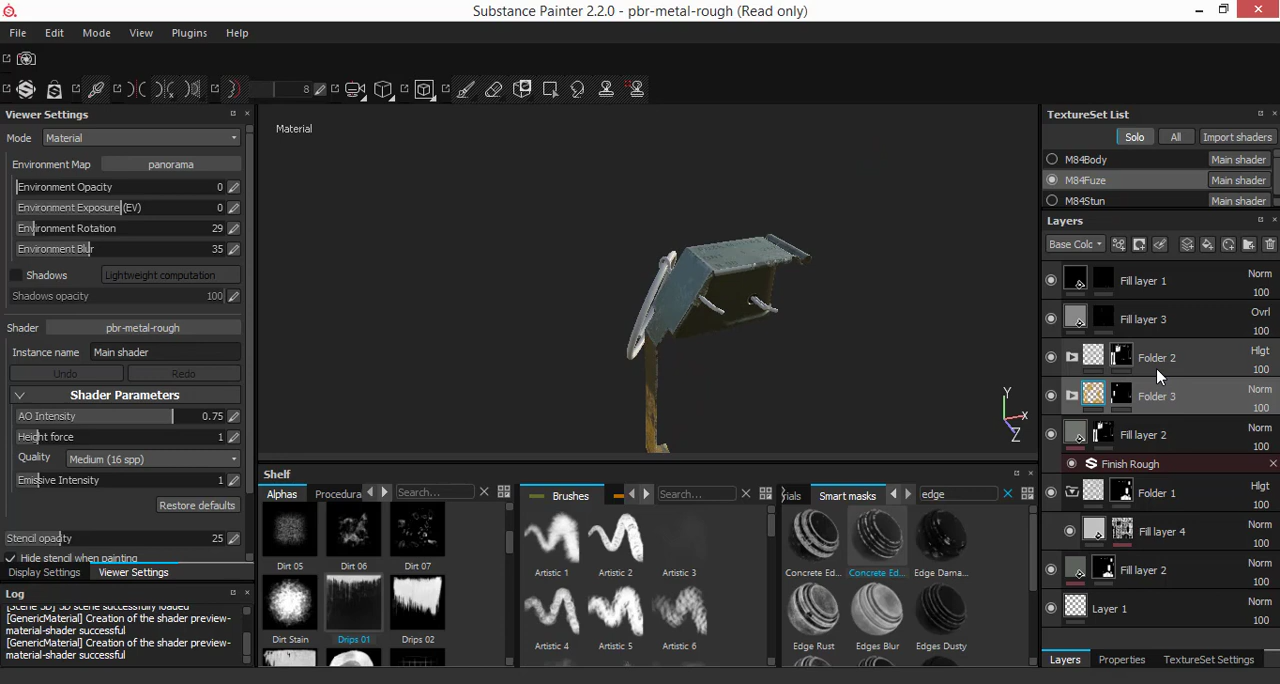 Substance Painter 2.2.0 - pbr-metal-rough (Read only)
File Edit Mode View Plugins Help
8
Viewer Settings
Mode Material
Environment Map panorama
Environment Opacity 0
Environment Exposure (EV) 0
Environment Rotation 29
Environment Blur 35
Shadows Lightweight computation
Shadows opacity 100
Shader pbr-metal-rough
Instance name Main shader
Undo Redo
Shader Parameters
AO Intensity 0.75
Height force 1
Quality Medium (16 spp)
Emissive Intensity 1
Restore defaults
Stencil opacity 25
Hide stencil when painting
Display Settings Viewer Settings
Log
[Scene 3D] 3D scene successfully loaded
[GenericMaterial] Creation of the shader preview-
material-shader successful
[GenericMaterial] Creation of the shader preview-
material-shader successful
Material
Y
X
Z
Shelf
Alphas Procedura Search...
Dirt 05 Dirt 06 Dirt 07
Dirt Stain Drips 01 Drips 02
Brushes Search...
Artistic 1 Artistic 2 Artistic 3
Artistic 4 Artistic 5 Artistic 6
rials Smart masks edge
Concrete Ed... Concrete Ed... Edge Dama...
Edge Rust Edges Blur Edges Dusty
TextureSet List
Solo All Import shaders
M84Body Main shader
M84Fuze Main shader
M84Stun Main shader
Layers
Base Colc
Fill layer 1 Norm 100
Fill layer 3 Ovrl 100
Folder 2 Hlgt 100
Folder 3 Norm 100
Fill layer 2 Norm 100
Finish Rough
Folder 1 Hlgt 100
Fill layer 4 Norm 100
Fill layer 2 Norm 100
Layer 1 Norm 100
Layers Properties TextureSet Settings